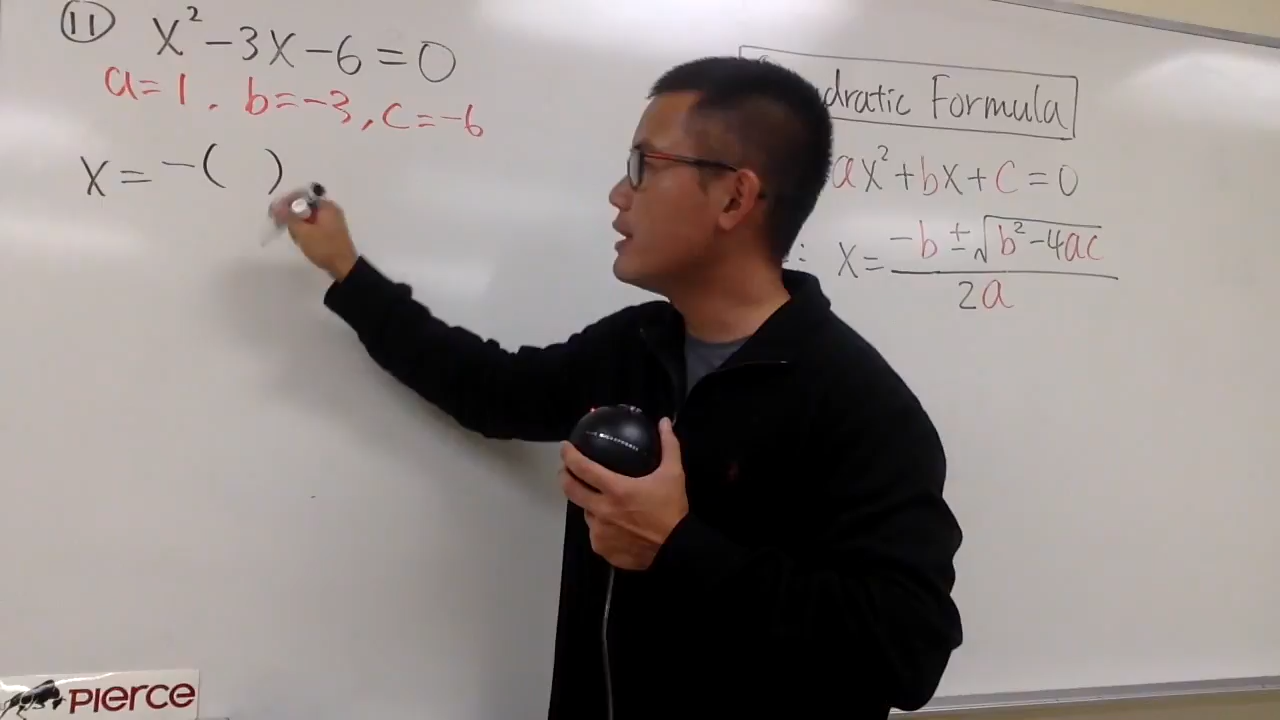 ⑪ x² - 3x - 6 = 0
a = 1 . b = -3 , c = -6
x = -( )
dratic Formula
ax² + bx + c = 0
: x = -b ± √b² - 4ac
2a
PIERCE